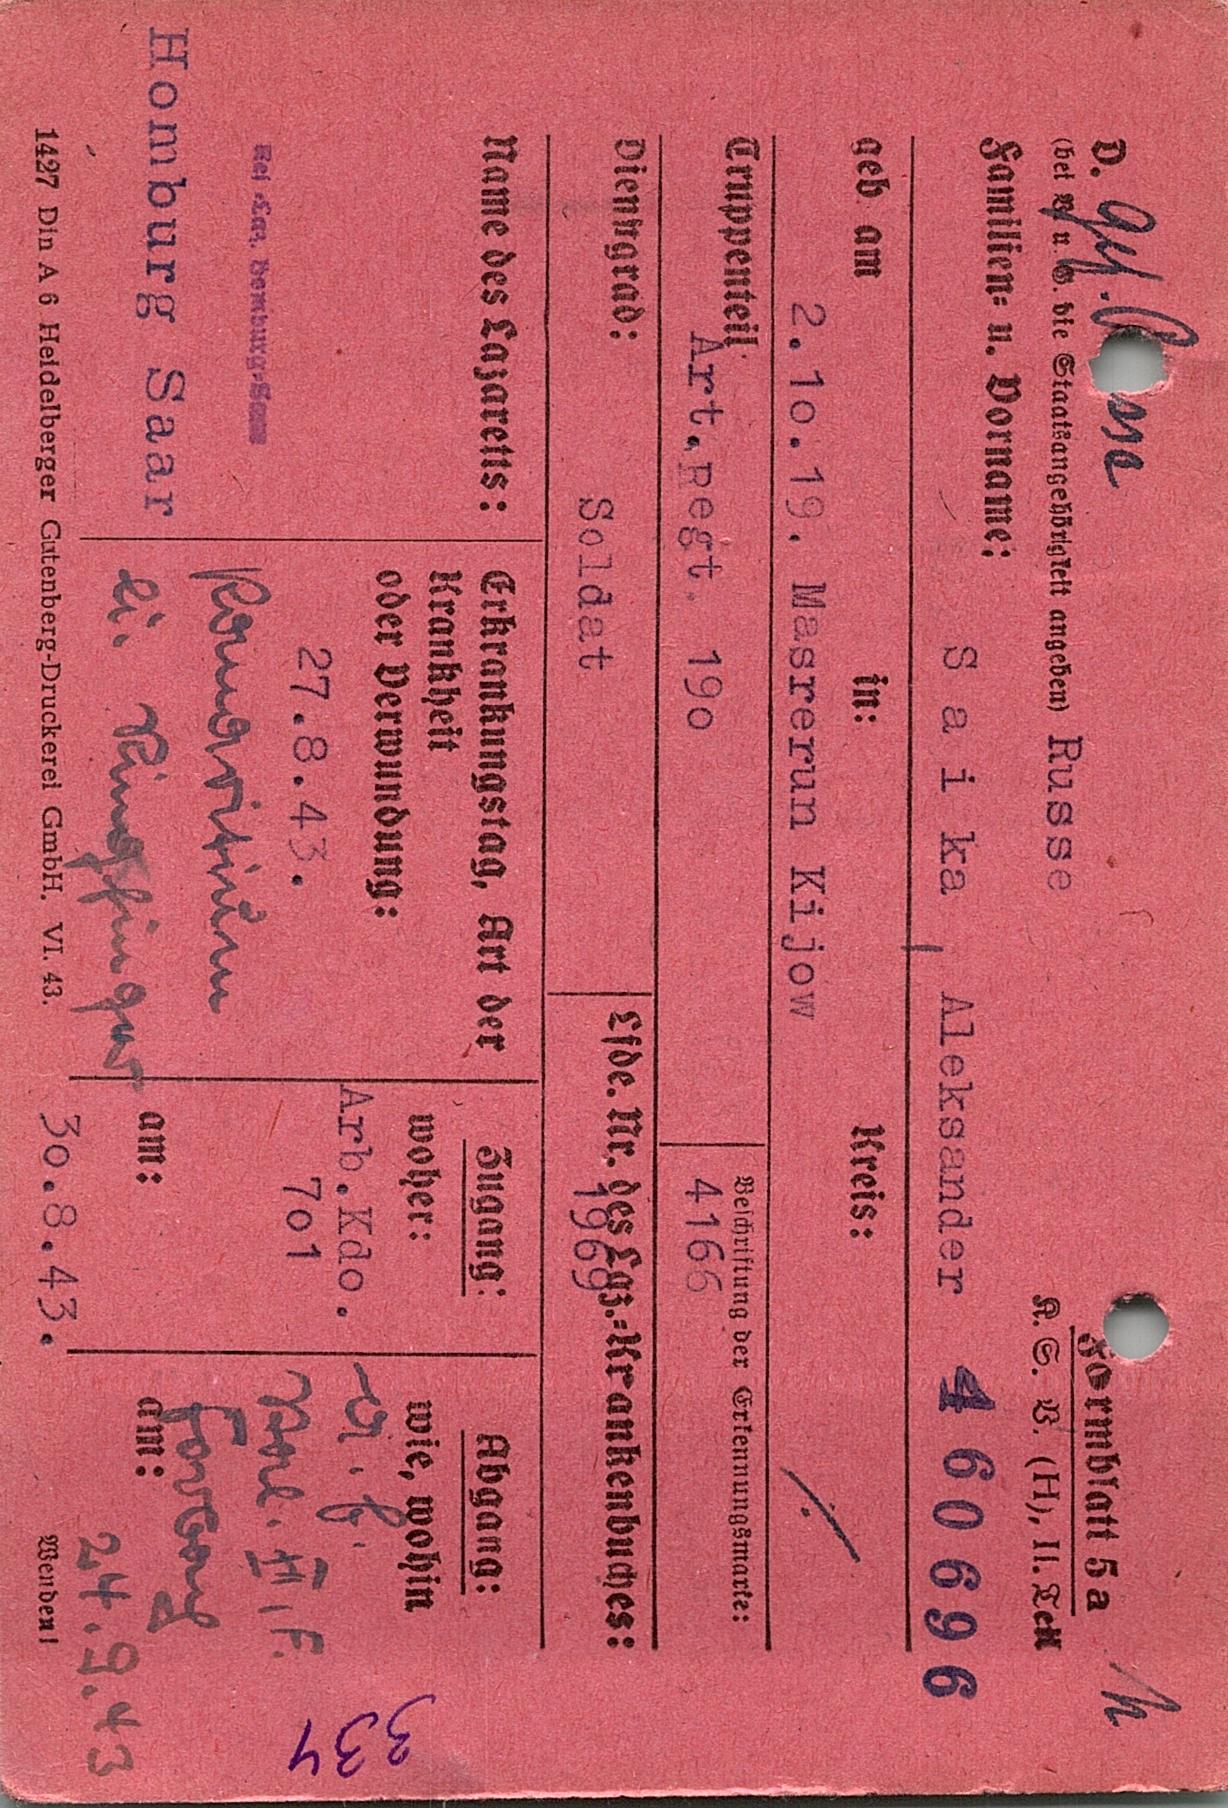 D.
Formblatt 5a
(bei K u. G. die Staatsangehörigkeit angeben) Russe
K. S. V. (H), II. Teil
Familien= u. Vorname:
S a i ka Aleksander 460696
geb am in: Kreis:
2.10.19. Masrerun Kijow
Truppenteil
Art.Regt. 190
Beschriftung der Erkennungsmarke:
4166
Dienstgrad:
Soldat
Lfde. Nr. des Laz.=Krankenbuches:
1969
Name des Lazaretts:
Homburg Saar
Erkrankungstag, Art der
Krankheit
oder Verwundung:
27.8.43.
li. Ringfinger
Zugang:
woher:
Arb.Kdo.
701
am:
30.8.43.
Abgang:
wie, wohin
Forbach
am:
24.9.43
334
1427 Din A 6 Heidelberger Gutenberg-Druckerei GmbH. VI. 43.
Wenden!